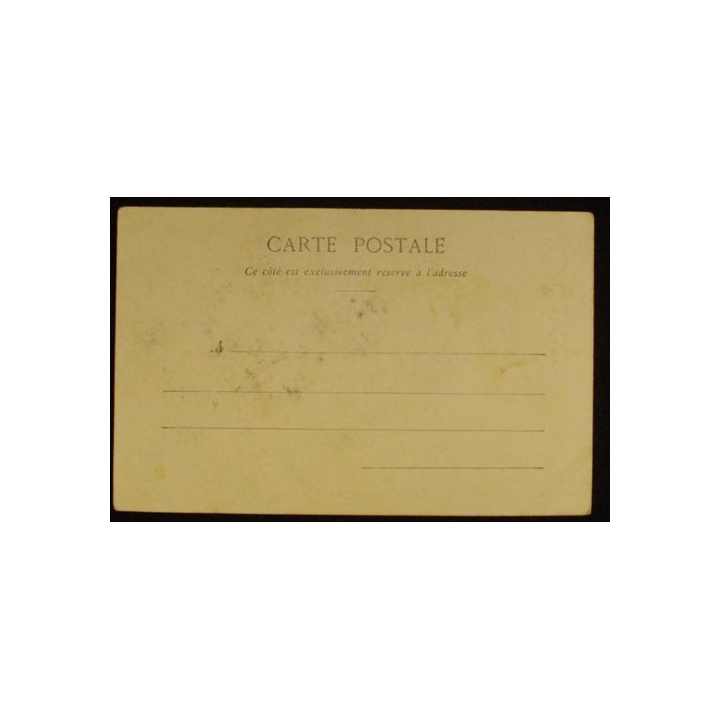 CARTE POSTALE
Ce côté est exclusivement réservé à l'adresse
A